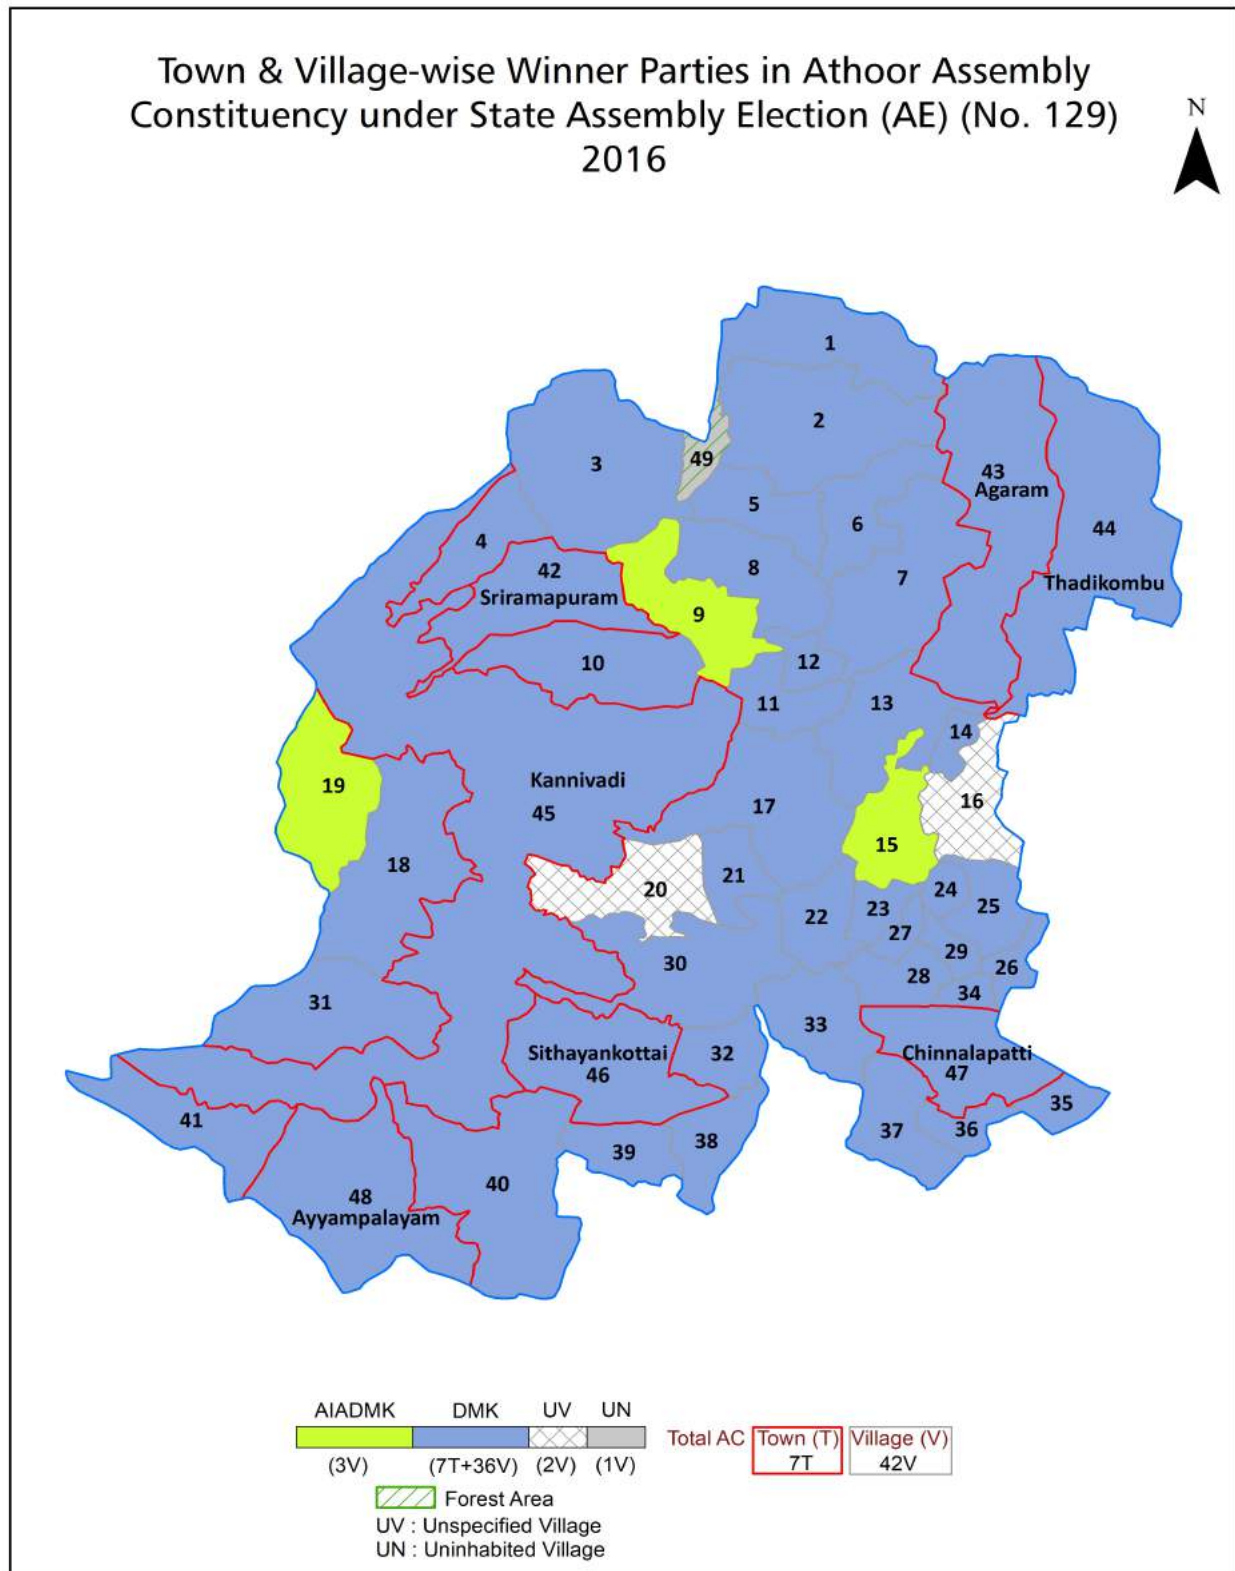 Town & Village-wise Winner Parties in Athoor Assembly
Constituency under State Assembly Election (AE) (No. 129)
2016
N
1
2
3
49
43
Agaram
5
6
44
4
42
8
7
Thadikombu
Sriramapuram
9
10
12
11
13
14
19
Kannivadi
45
17
16
15
18
20
21
24
22
23
25
27
29
30
28
26
34
31
33
Sithayankottai
46
32
Chinnalapatti
47
35
41
36
37
39
38
40
48
Ayyampalayam
AIADMK DMK UV UN
Total AC Town (T) Village (V)
7T 42V
(3V) (7T+36V) (2V) (1V)
Forest Area
UV : Unspecified Village
UN : Uninhabited Village